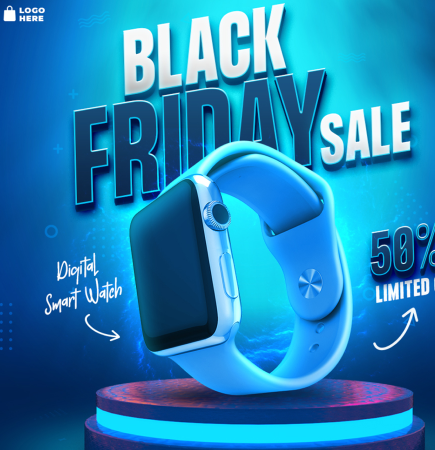 LOGO
HERE
BLACK
FRIDAY
SALE
Digital
Smart Watch
50%
LIMITED